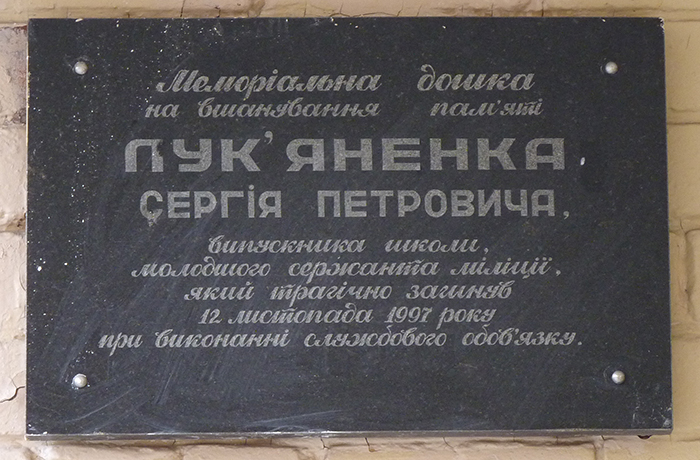 Меморіальна дошка
на вшанування пам'яті
ЛУК'ЯНЕНКА
СЕРГІЯ ПЕТРОВИЧА,
випускника школи,
молодшого сержанта міліції,
який трагічно загинув
12 листопада 1997 року
при виконанні службового обов'язку.